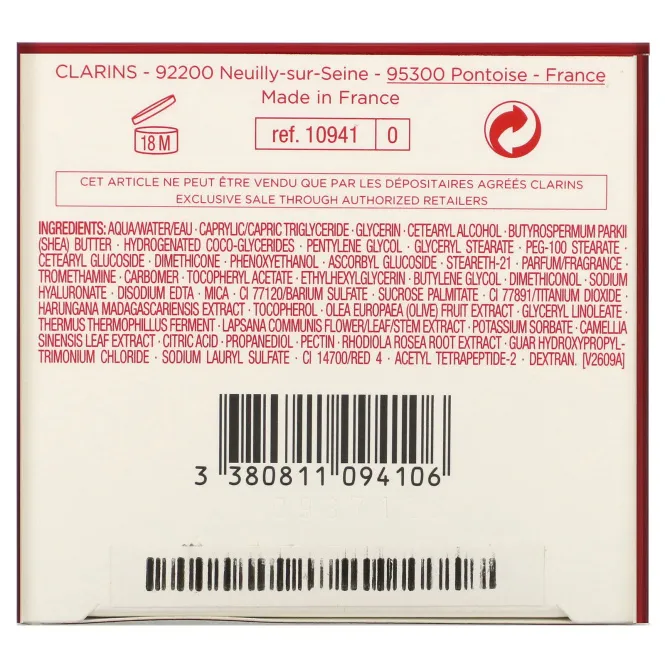 CLARINS - 92200 Neuilly-sur-Seine - 95300 Pontoise - France
Made in France
18 M
ref. 10941 0
CET ARTICLE NE PEUT ÊTRE VENDU QUE PAR LES DÉPOSITAIRES AGRÉÉS CLARINS
EXCLUSIVE SALE THROUGH AUTHORIZED RETAILERS
INGREDIENTS: AQUA/WATER/EAU · CAPRYLIC/CAPRIC TRIGLYCERIDE · GLYCERIN · CETEARYL ALCOHOL · BUTYROSPERMUM PARKII
(SHEA) BUTTER · HYDROGENATED COCO-GLYCERIDES · PENTYLENE GLYCOL · GLYCERYL STEARATE · PEG-100 STEARATE ·
CETEARYL GLUCOSIDE · DIMETHICONE · PHENOXYETHANOL · ASCORBYL GLUCOSIDE · STEARETH-21 · PARFUM/FRAGRANCE ·
TROMETHAMINE · CARBOMER · TOCOPHERYL ACETATE · ETHYLHEXYLGLYCERIN · BUTYLENE GLYCOL · DIMETHICONOL · SODIUM
HYALURONATE · DISODIUM EDTA · MICA · CI 77120/BARIUM SULFATE · SUCROSE PALMITATE · CI 77891/TITANIUM DIOXIDE ·
HARUNGANA MADAGASCARIENSIS EXTRACT · TOCOPHEROL · OLEA EUROPAEA (OLIVE) FRUIT EXTRACT · GLYCERYL LINOLEATE ·
THERMUS THERMOPHILLUS FERMENT · LAPSANA COMMUNIS FLOWER/LEAF/STEM EXTRACT · POTASSIUM SORBATE · CAMELLIA
SINENSIS LEAF EXTRACT · CITRIC ACID · PROPANEDIOL · PECTIN · RHODIOLA ROSEA ROOT EXTRACT · GUAR HYDROXYPROPYL-
TRIMONIUM CHLORIDE · SODIUM LAURYL SULFATE · CI 14700/RED 4 · ACETYL TETRAPEPTIDE-2 · DEXTRAN. [V2609A]
3 380811 094106